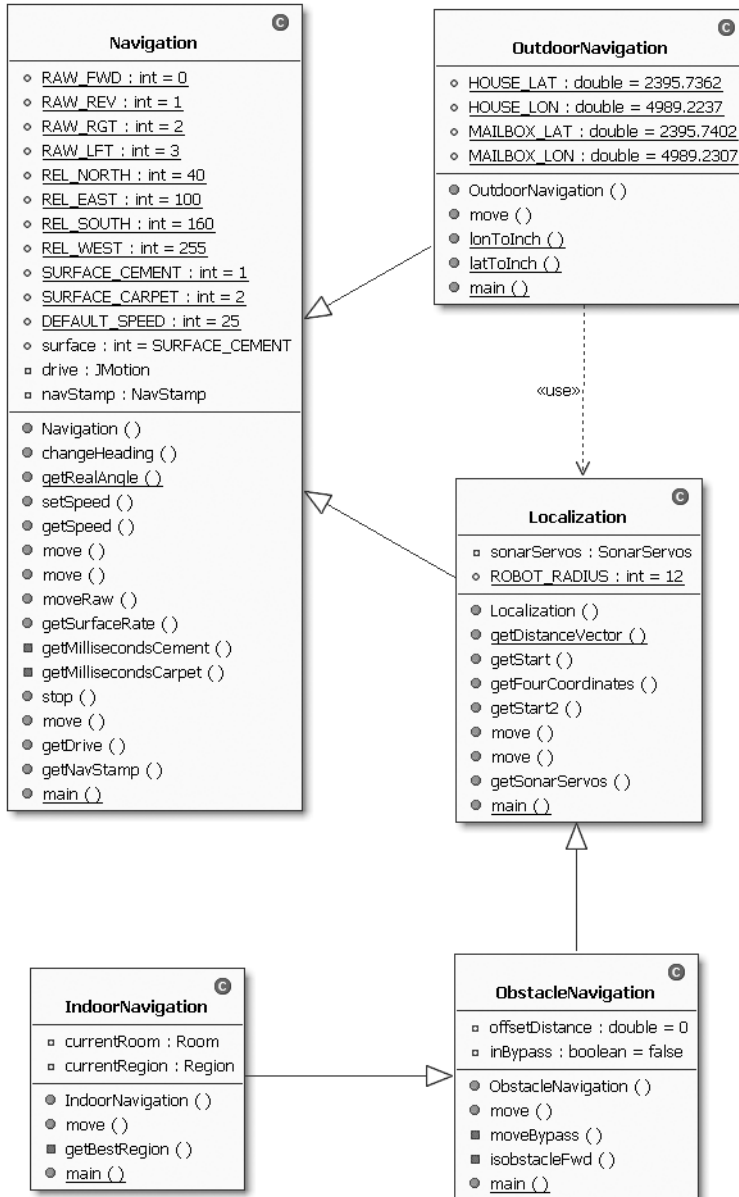 C
Navigation
RAW_FWD : int = 0
RAW_REV : int = 1
RAW_RGT : int = 2
RAW_LFT : int = 3
REL_NORTH : int = 40
REL_EAST : int = 100
REL_SOUTH : int = 160
REL_WEST : int = 255
SURFACE_CEMENT : int = 1
SURFACE_CARPET : int = 2
DEFAULT_SPEED : int = 25
surface : int = SURFACE_CEMENT
drive : JMotion
navStamp : NavStamp
Navigation ( )
changeHeading ( )
getRealAngle ( )
setSpeed ( )
getSpeed ( )
move ( )
move ( )
moveRaw ( )
getSurfaceRate ( )
getMillisecondsCement ( )
getMillisecondsCarpet ( )
stop ( )
move ( )
getDrive ( )
getNavStamp ( )
main ( )
C
OutdoorNavigation
HOUSE_LAT : double = 2395.7362
HOUSE_LON : double = 4989.2237
MAILBOX_LAT : double = 2395.7402
MAILBOX_LON : double = 4989.2307
OutdoorNavigation ( )
move ( )
lonToInch ( )
latToInch ( )
main ( )
«use»
C
Localization
sonarServos : SonarServos
ROBOT_RADIUS : int = 12
Localization ( )
getDistanceVector ( )
getStart ( )
getFourCoordinates ( )
getStart2 ( )
move ( )
move ( )
getSonarServos ( )
main ( )
C
IndoorNavigation
currentRoom : Room
currentRegion : Region
IndoorNavigation ( )
move ( )
getBestRegion ( )
main ( )
C
ObstacleNavigation
offsetDistance : double = 0
inBypass : boolean = false
ObstacleNavigation ( )
move ( )
moveBypass ( )
isobstacleFwd ( )
main ( )